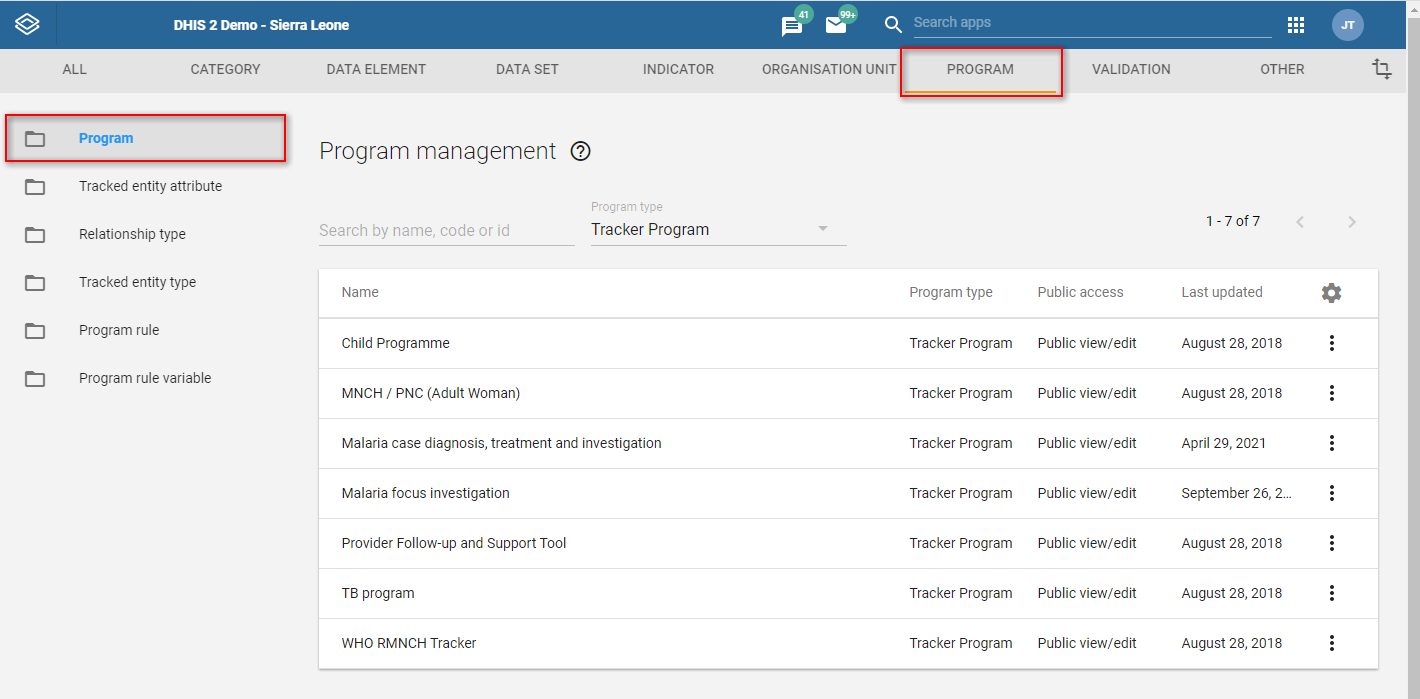 DHIS 2 Demo - Sierra Leone
41
99+
Search apps
JT
ALL CATEGORY DATA ELEMENT DATA SET INDICATOR ORGANISATION UNIT PROGRAM VALIDATION OTHER
Program
Tracked entity attribute
Relationship type
Tracked entity type
Program rule
Program rule variable
Program management ?
Search by name, code or id
Program type
Tracker Program
1 - 7 of 7
Name Program type Public access Last updated
Child Programme Tracker Program Public view/edit August 28, 2018
MNCH / PNC (Adult Woman) Tracker Program Public view/edit August 28, 2018
Malaria case diagnosis, treatment and investigation Tracker Program Public view/edit April 29, 2021
Malaria focus investigation Tracker Program Public view/edit September 26, 2...
Provider Follow-up and Support Tool Tracker Program Public view/edit August 28, 2018
TB program Tracker Program Public view/edit August 28, 2018
WHO RMNCH Tracker Tracker Program Public view/edit August 28, 2018